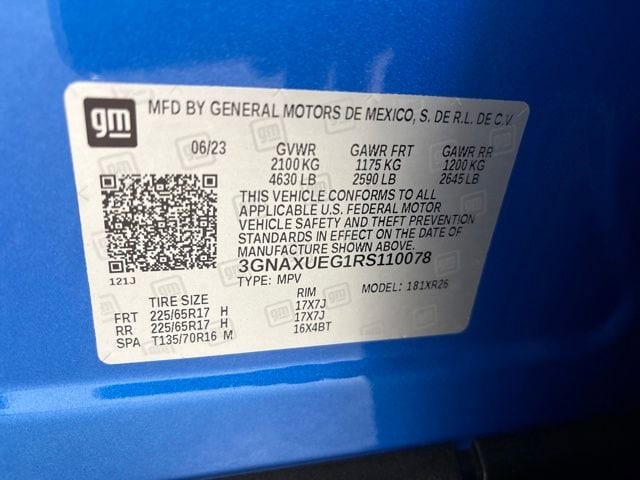 gm
MFD BY GENERAL MOTORS DE MEXICO, S. DE R.L. DE C.V.
06/23 GVWR GAWR FRT GAWR RR
2100 KG 1175 KG 1200 KG
4630 LB 2590 LB 2645 LB
THIS VEHICLE CONFORMS TO ALL
APPLICABLE U.S. FEDERAL MOTOR
VEHICLE SAFETY AND THEFT PREVENTION
STANDARDS IN EFFECT ON THE DATE OF
MANUFACTURE SHOWN ABOVE.
3GNAXUEG1RS110078
121J
TYPE: MPV MODEL: 181XR26
TIRE SIZE RIM
FRT 225/65R17 H 17X7J
RR 225/65R17 H 17X7J
SPA T135/70R16 M 16X4BT